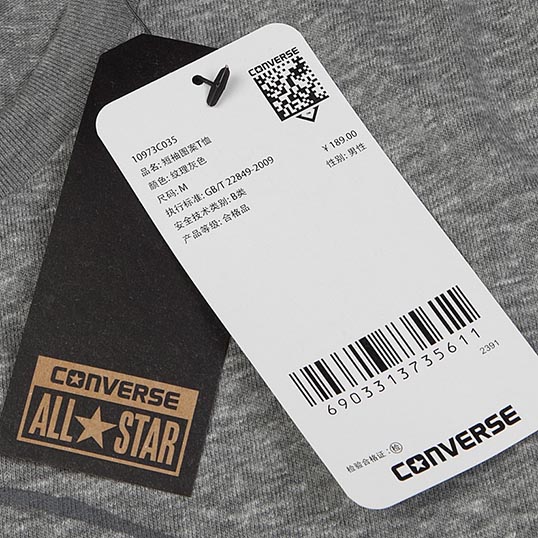 CONVERSE
10973C035
品名: 短袖图案T恤
颜色: 纹理灰色
尺码: M
执行标准: GB/T 22849-2009
安全技术类别: B类
产品等级: 合格品
¥ 189.00
性别: 男性
6903313735611
2391
检验合格证: 检
CONVERSE
CONVERSE
ALL STAR